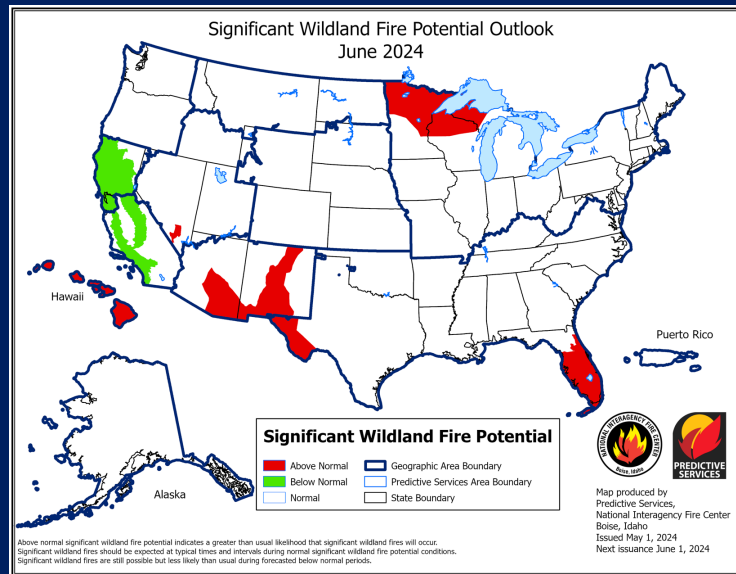 Significant Wildland Fire Potential Outlook
June 2024
Hawaii
Puerto Rico
Alaska
Significant Wildland Fire Potential
Above Normal
Below Normal
Normal
Geographic Area Boundary
Predictive Services Area Boundary
State Boundary
NATIONAL INTERAGENCY FIRE CENTER
Boise, Idaho
PREDICTIVE
SERVICES
Map produced by
Predictive Services,
National Interagency Fire Center
Boise, Idaho
Issued May 1, 2024
Next issuance June 1, 2024
Above normal significant wildland fire potential indicates a greater than usual likelihood that significant wildland fires will occur.
Significant wildland fires should be expected at typical times and intervals during normal significant wildland fire potential conditions.
Significant wildland fires are still possible but less likely than usual during forecasted below normal periods.